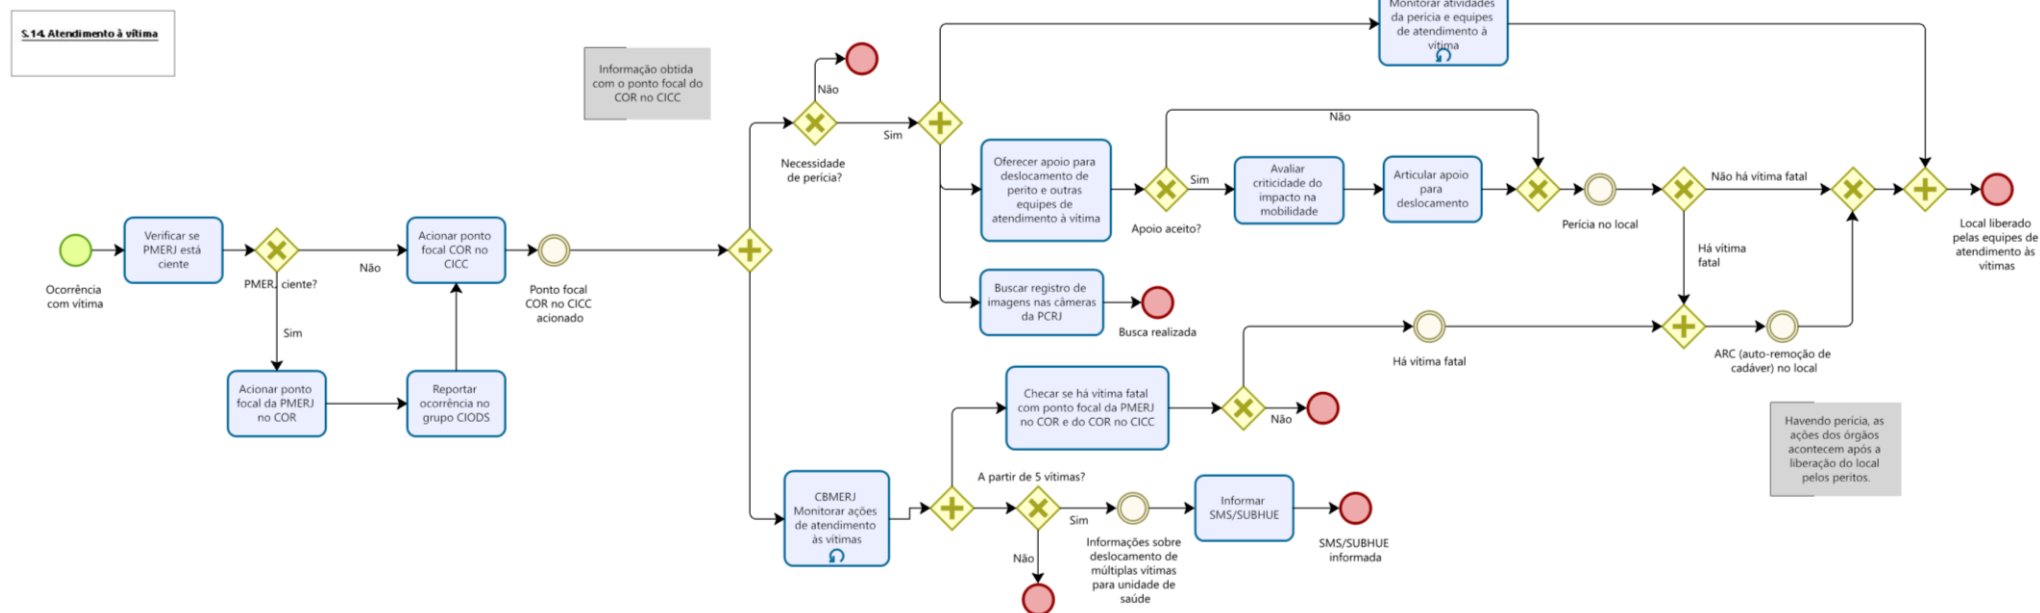 S.14. Atendimento à vítima
Informação obtida
com o ponto focal do
COR no CICC
Monitorar atividades
da perícia e equipes
de atendimento à
vítima
Não
Sim
Necessidade
de perícia?
Oferecer apoio para
deslocamento de
perito e outras
equipes de
atendimento à vítima
Não
Sim
Apoio aceito?
Avaliar
criticidade do
impacto na
mobilidade
Articular apoio
para
deslocamento
Perícia no local
Não há vítima fatal
Há vítima
fatal
Local liberado
pelas equipes de
atendimento às
vítimas
Ocorrência
com vítima
Verificar se
PMERJ está
ciente
PMERJ ciente?
Não
Sim
Acionar ponto
focal COR no
CICC
Ponto focal
COR no CICC
acionado
Acionar ponto
focal da PMERJ
no COR
Reportar
ocorrência no
grupo CIODS
Buscar registro de
imagens nas câmeras
da PCRJ
Busca realizada
Há vítima fatal
ARC (auto-remoção de
cadáver) no local
Checar se há vítima fatal
com ponto focal da PMERJ
no COR e do COR no CICC
Não
Havendo perícia, as
ações dos órgãos
acontecem após a
liberação do local
pelos peritos.
CBMERJ
Monitorar ações
de atendimento
às vítimas
A partir de 5 vítimas?
Sim
Não
Informações sobre
deslocamento de
múltiplas vítimas
para unidade de
saúde
Informar
SMS/SUBHUE
SMS/SUBHUE
informada